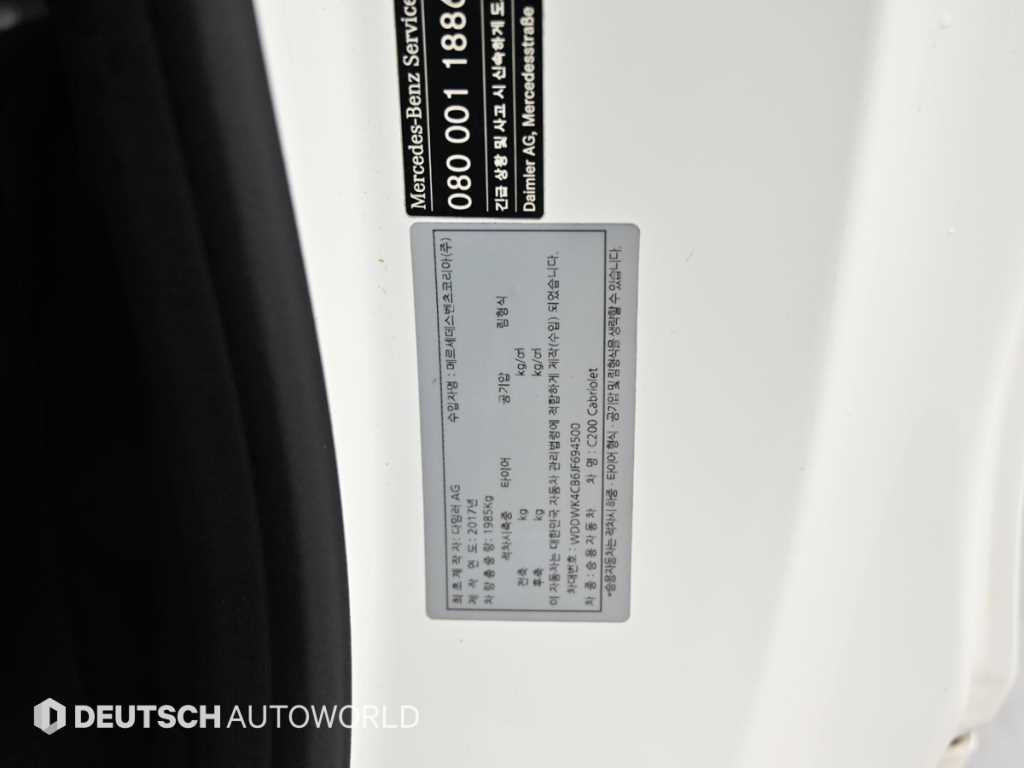 Mercedes-Benz Service
080 001 188
긴급 상황 및 사고 시 신속하게 도
Daimler AG, Mercedesstraße
최초 제작자 : 다임러 AG 수입자명 : 메르세데스벤츠코리아(주)
제 작 연 도 : 2017년
차량 총중량 : 1985Kg
적차시축중 타이어 공기압 림형식
전축 kg kg/㎠
후축 kg kg/㎠
이 자동차는 대한민국 자동차 관리법령에 적합하게 제작(수입) 되었습니다.
차대번호 : WDDWK4CB6JF694500
차 종 : 승용자동차 차 명 : C200 Cabriolet
*승용자동차는 적차시 하중 · 타이어 형식 · 공기압 및 림형식을 생략할 수 있습니다.
DEUTSCH AUTOWORLD